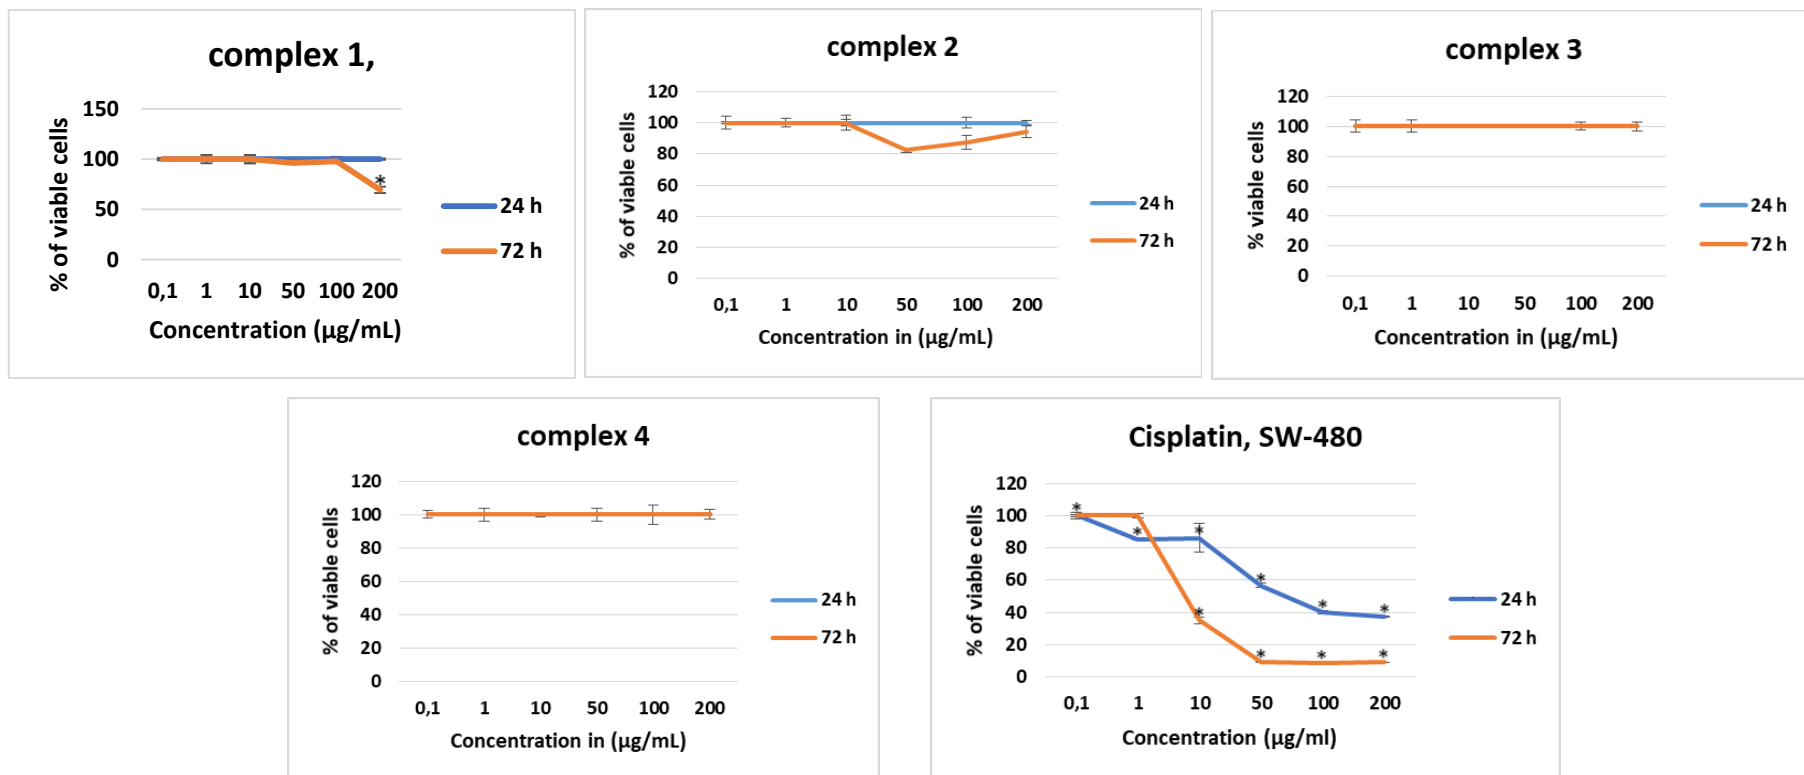 complex 1,
% of viable cells
150
100
50
0
*
0,1 1 10 50 100 200
Concentration (µg/mL)
24 h
72 h
complex 2
% of viable cells
120
100
80
60
40
20
0
0,1 1 10 50 100 200
Concentration in (µg/mL)
24 h
72 h
complex 3
% viable cells
120
100
80
60
40
20
0
0,1 1 10 50 100 200
Concentration in (µg/mL)
24 h
72 h
complex 4
% of viable cells
120
100
80
60
40
20
0
0,1 1 10 50 100 200
Concentration in (µg/mL)
24 h
72 h
Cisplatin, SW-480
% of viable cells
120
100
80
60
40
20
0
* * * * * *
* * * *
0,1 1 10 50 100 200
Concentration (µg/ml)
24 h
72 h